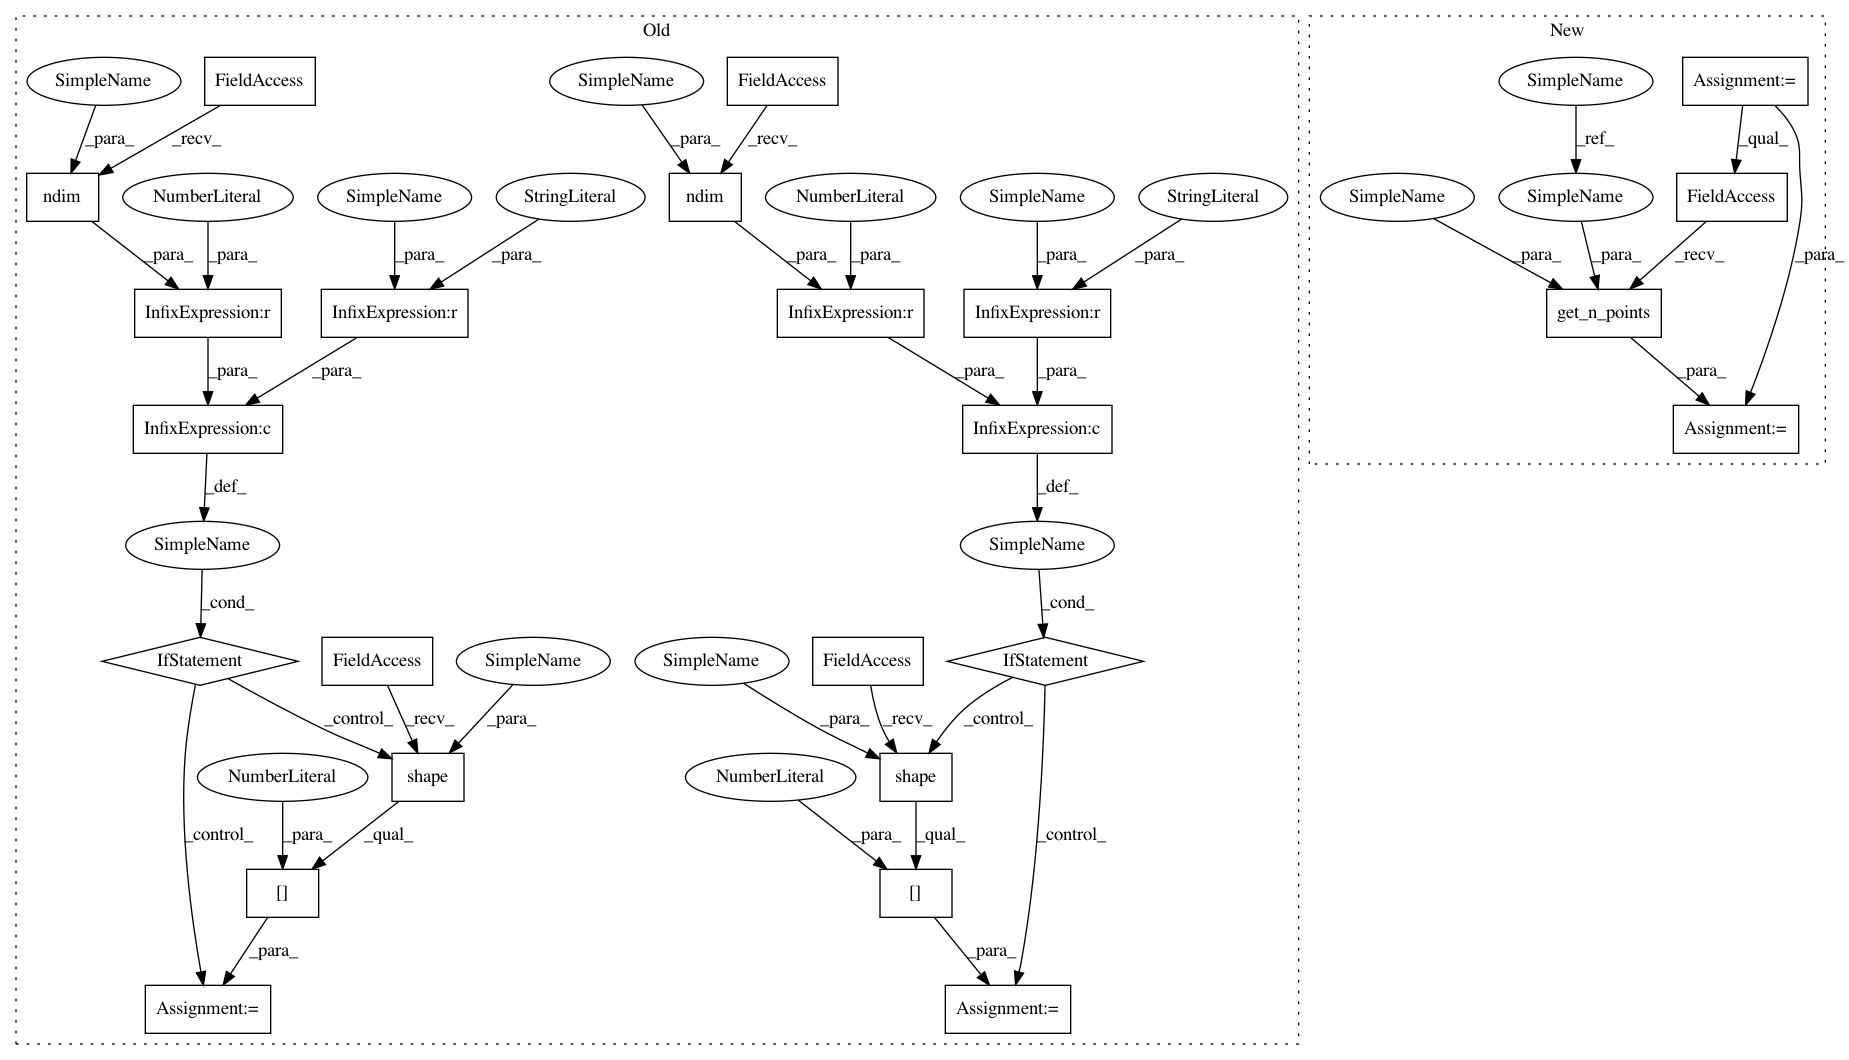 Old
New
SimpleName
FieldAccess
SimpleName
FieldAccess
SimpleName
Assignment:=
_para_
_recv_
_para_
_recv_
_ref_
_qual_
ndim
NumberLiteral
SimpleName
StringLiteral
ndim
NumberLiteral
SimpleName
StringLiteral
SimpleName
SimpleName
FieldAccess
_para_
_para_
_para_
_para_
_para_
_para_
_para_
_para_
_para_
_para_
_recv_
_para_
InfixExpression:r
InfixExpression:r
InfixExpression:r
InfixExpression:r
get_n_points
_para_
_para_
_para_
_para_
_para_
InfixExpression:c
InfixExpression:c
Assignment:=
_def_
_def_
SimpleName
SimpleName
_cond_
_cond_
IfStatement
FieldAccess
SimpleName
SimpleName
FieldAccess
IfStatement
_control_
_recv_
_para_
_para_
_recv_
_control_
NumberLiteral
shape
NumberLiteral
shape
_control_
_para_
_qual_
_para_
_qual_
_control_
[]
[]
_para_
_para_
Assignment:=
Assignment:=